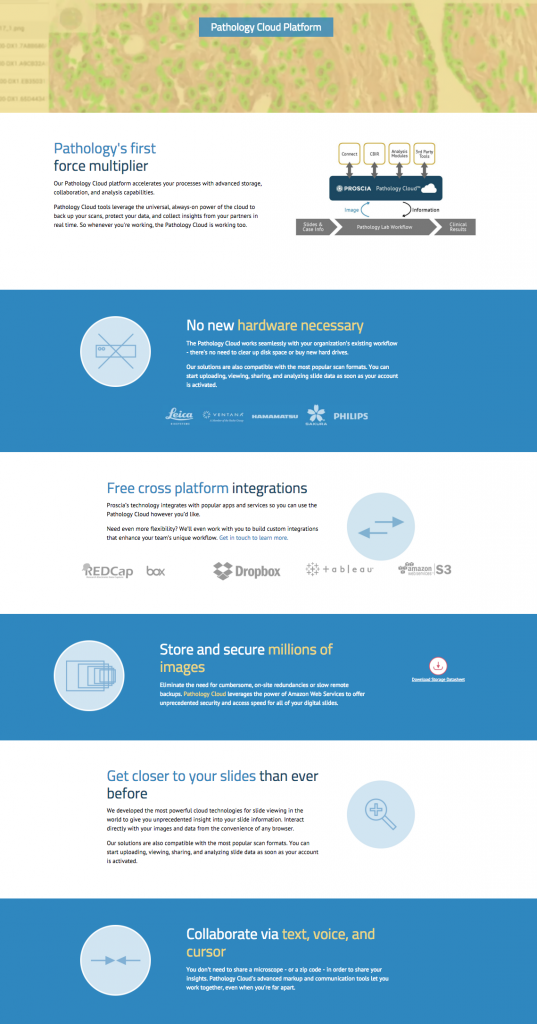 Pathology Cloud Platform
Pathology's first
force multiplier
Our Pathology Cloud platform accelerates your processes with advanced storage,
collaboration, and analysis capabilities.
Pathology Cloud tools leverage the universal, always-on power of the cloud to
back up your scans, protect your data, and collect insights from your partners in
real time. So whenever you're working, the Pathology Cloud is working too.
Connect
CBIR
Analysis
Modules
3rd Party
Tools
PROSCIA Pathology Cloud™
Image
Information
Slides &
Case Info
Pathology Lab Workflow
Clinical
Results
No new hardware necessary
The Pathology Cloud works seamlessly with your organization's existing workflow
- there's no need to clear up disk space or buy new hard drives.
Our solutions are also compatible with the most popular scan formats. You can
start uploading, viewing, sharing, and analyzing slide data as soon as your account
is activated.
Leica
VENTANA
HAMAMATSU
SAKURA
PHILIPS
Free cross platform integrations
Proscia's technology integrates with popular apps and services so you can use the
Pathology Cloud however you'd like.
Need even more flexibility? We'll even work with you to build custom integrations
that enhance your team's unique workflow. Get in touch to learn more.
REDCap
box
Dropbox
+ a b l e a u
amazon
webservices
S3
Store and secure millions of
images
Eliminate the need for cumbersome, on-site redundancies or slow remote
backups. Pathology Cloud leverages the power of Amazon Web Services to offer
unprecedented security and access speed for all of your digital slides.
Download Storage Datasheet
Get closer to your slides than ever
before
We developed the most powerful cloud technologies for slide viewing in the
world to give you unprecedented insight into your slide information. Interact
directly with your images and data from the convenience of any browser.
Our solutions are also compatible with the most popular scan formats. You can
start uploading, viewing, sharing, and analyzing slide data as soon as your account
is activated.
Collaborate via text, voice, and
cursor
You don't need to share a microscope - or a zip code - in order to share your
insights. Pathology Cloud's advanced markup and communication tools let you
work together, even when you're far apart.